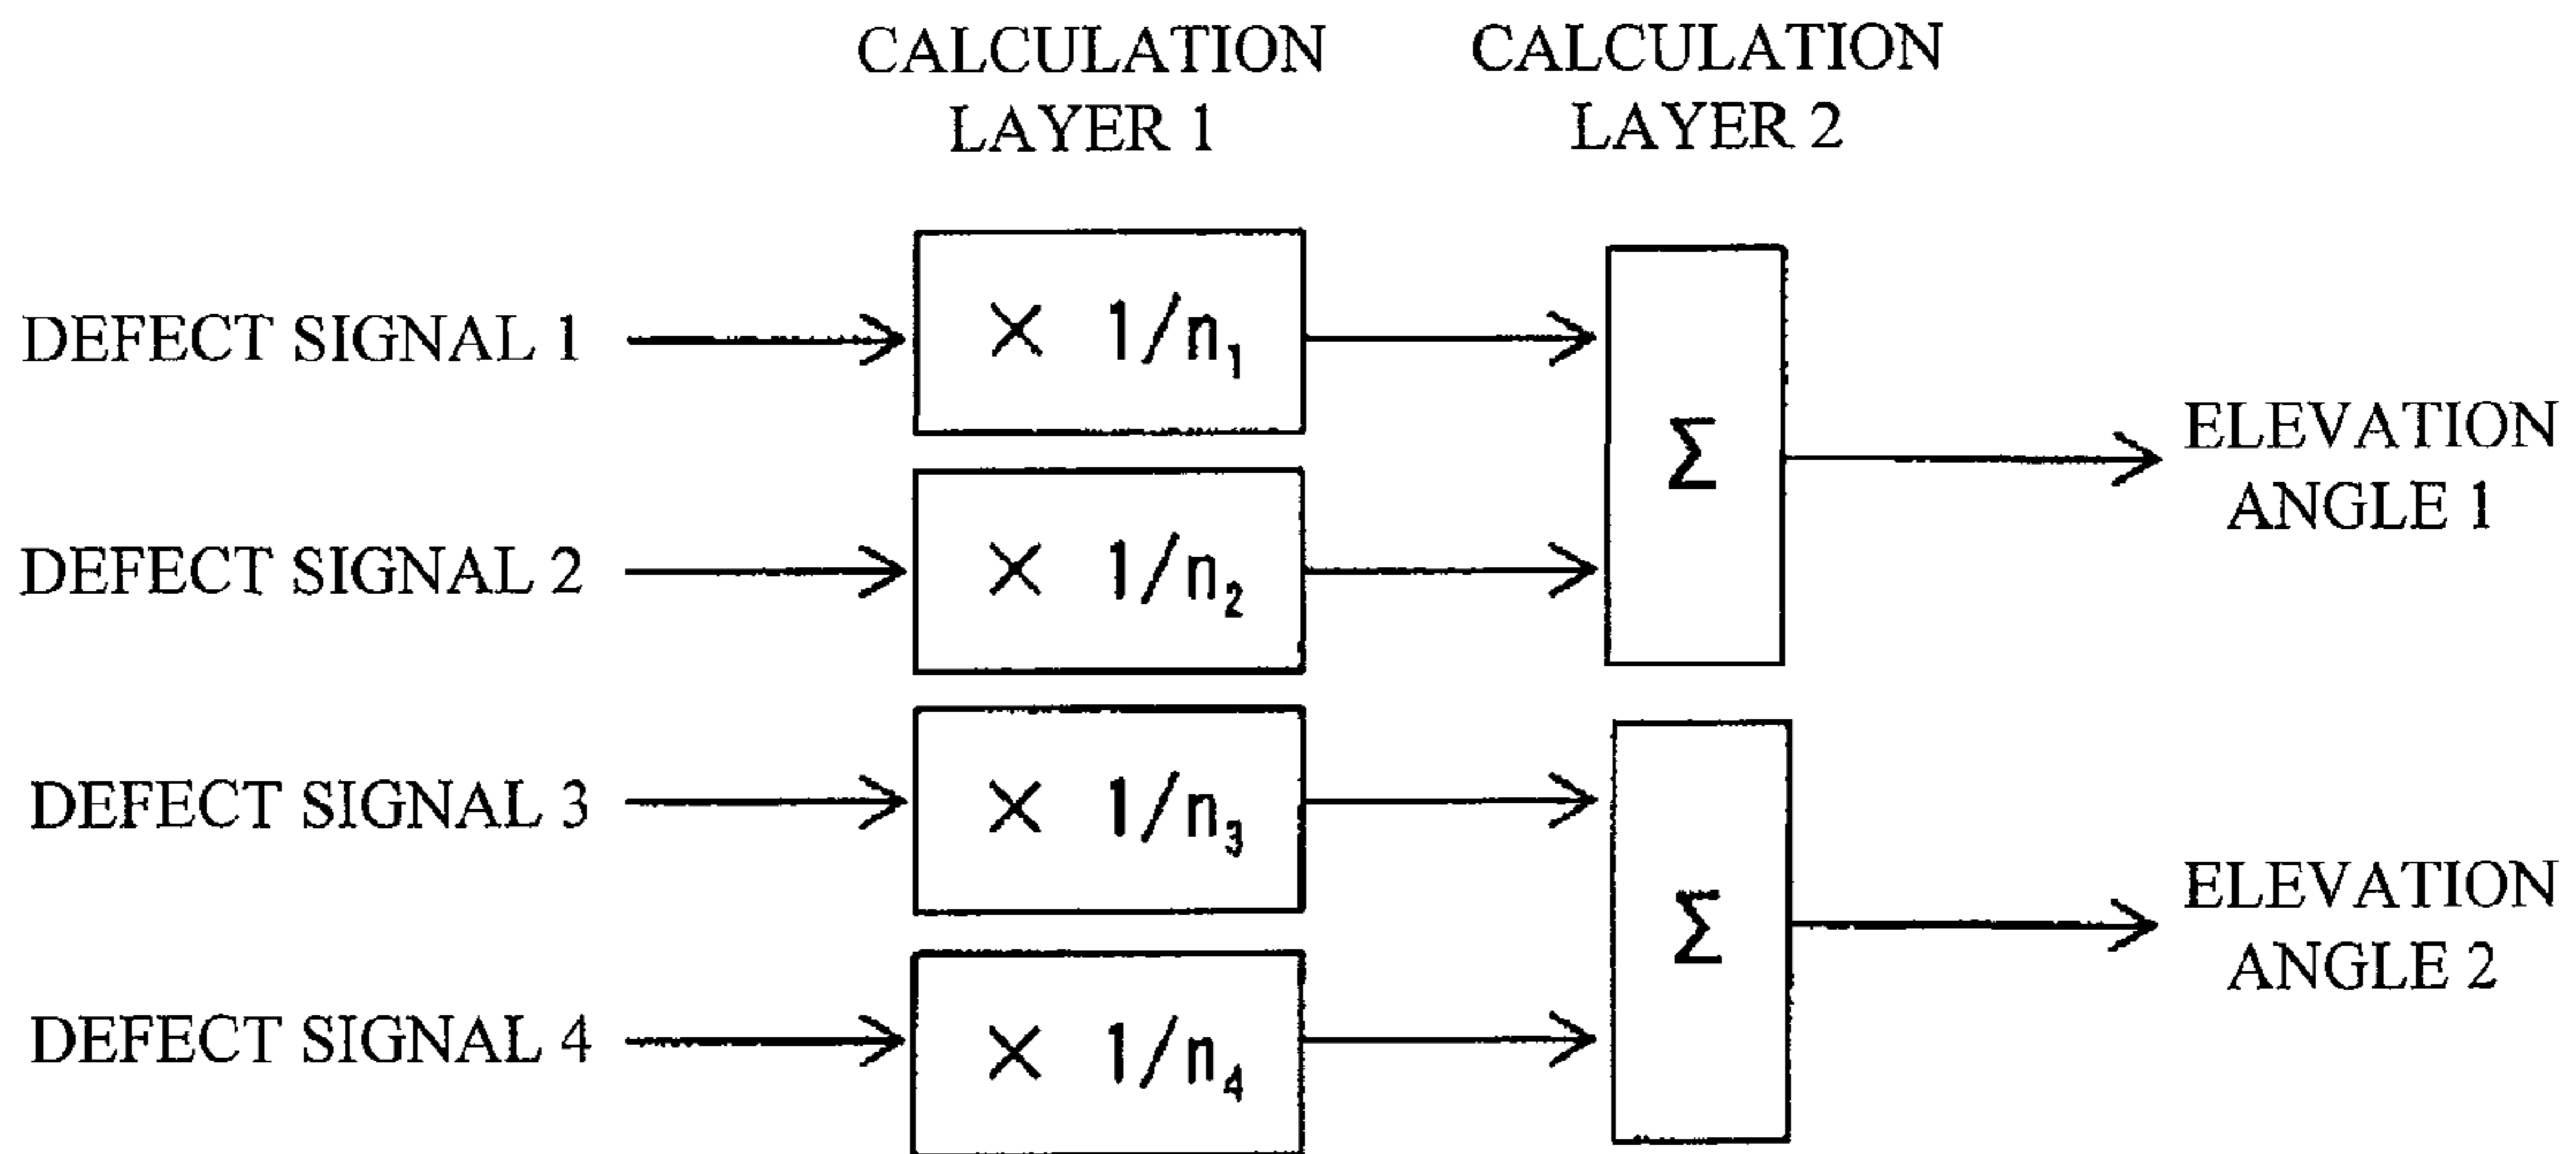 CALCULATION
LAYER 1
CALCULATION
LAYER 2
DEFECT SIGNAL 1
× 1/n₁
DEFECT SIGNAL 2
× 1/n₂
Σ
ELEVATION
ANGLE 1
DEFECT SIGNAL 3
× 1/n₃
DEFECT SIGNAL 4
× 1/n₄
Σ
ELEVATION
ANGLE 2